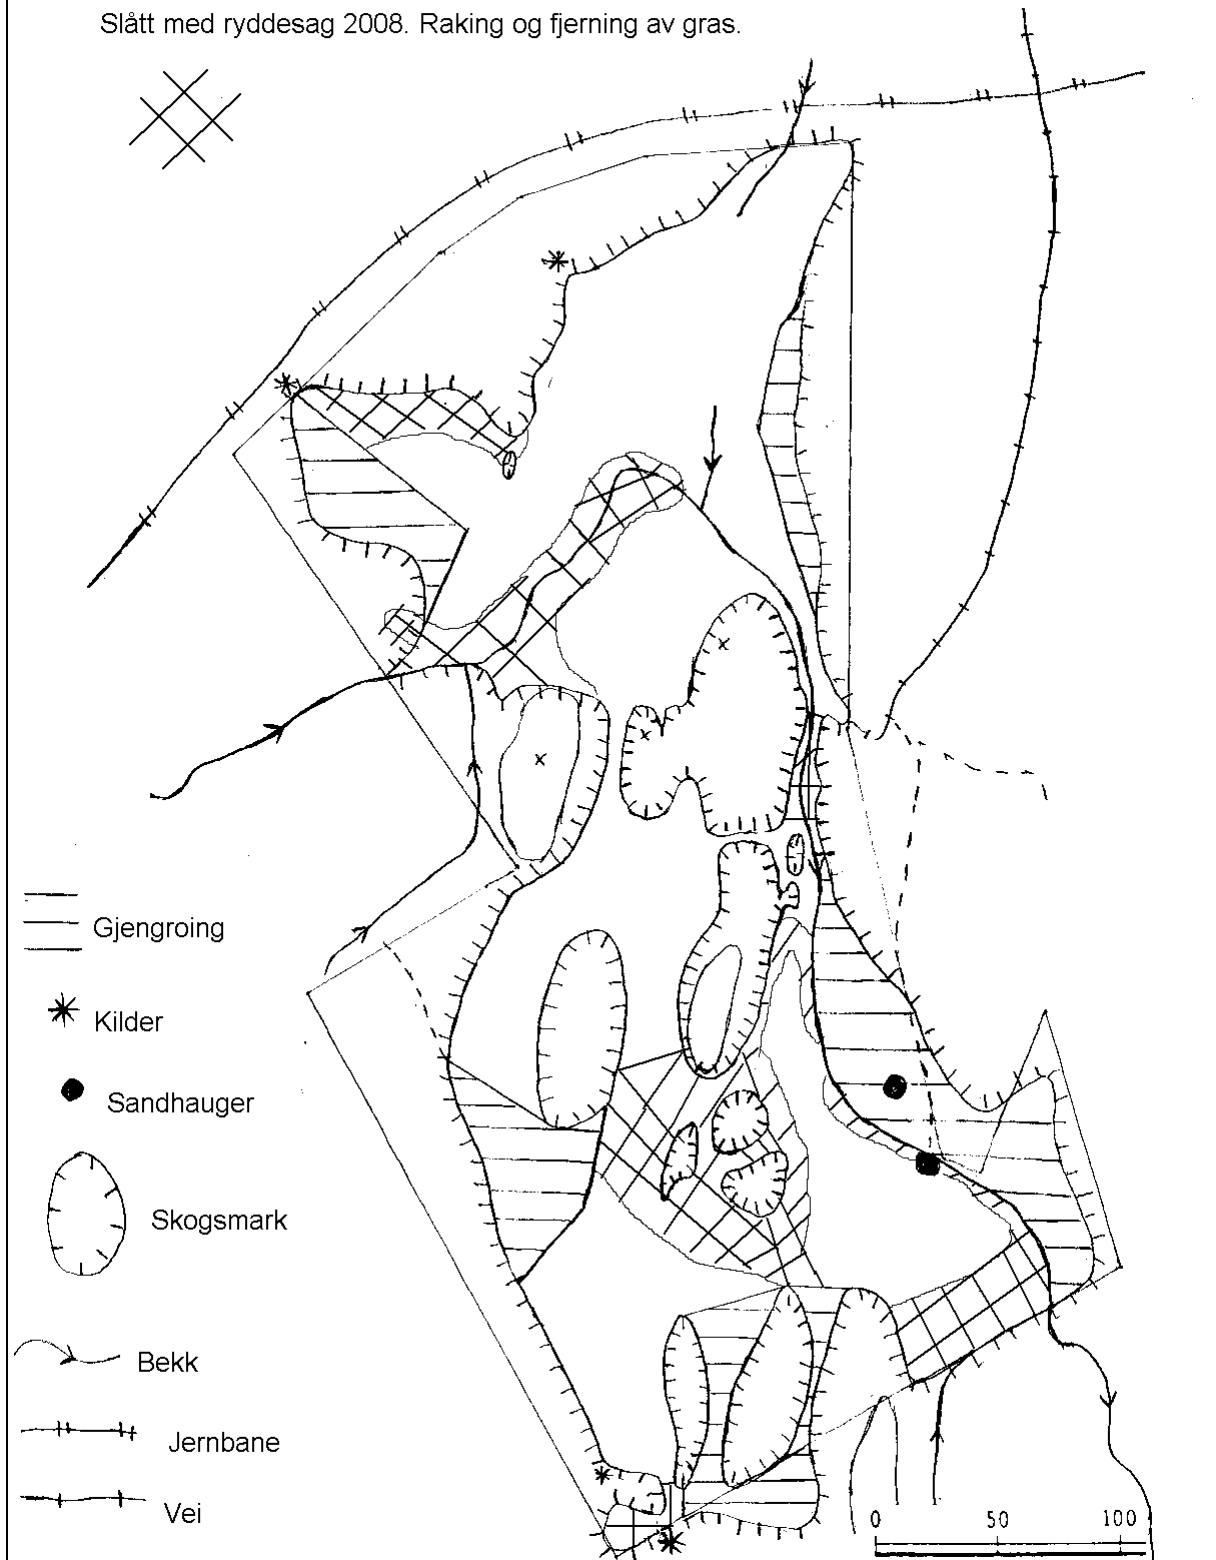 Slått med ryddesag 2008. Raking og fjerning av gras.
Gjengroing
Kilder
Sandhauger
Skogsmark
Bekk
Jernbane
Vei
0 50 100